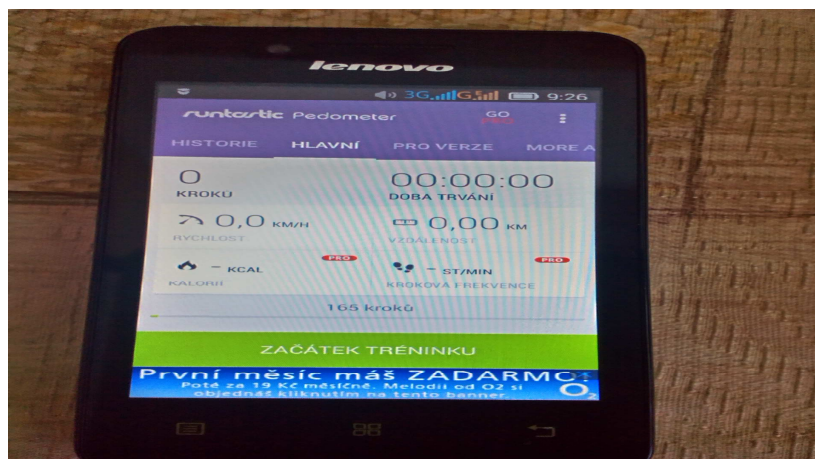 lenovo
3G G 9:26
runtastic Pedometer GO PRO
HISTORIE HLAVNÍ PRO VERZE MORE A
0 00:00:00
KROKŮ DOBA TRVÁNÍ
0,0 KM/H 0,00 KM
RYCHLOST VZDÁLENOST
PRO PRO
- KCAL - ST/MIN
KALORIÍ KROKOVÁ FREKVENCE
165 kroků
ZAČÁTEK TRÉNINKU
První měsíc máš ZADARMO
Poté za 19 Kč měsíčně. Melodii od O2 si
objednáš kliknutím na tento banner.
O2